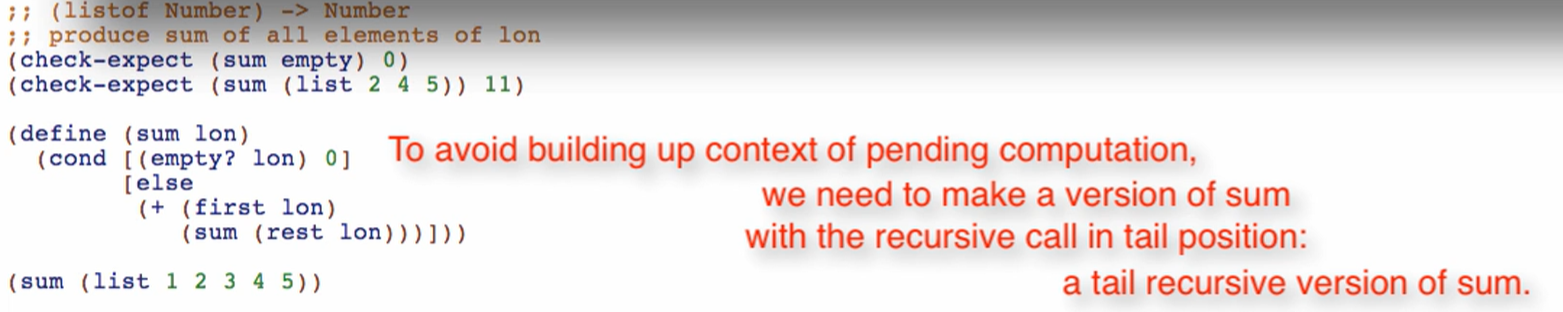 ;; (listof Number) -> Number
;; produce sum of all elements of lon
(check-expect (sum empty) 0)
(check-expect (sum (list 2 4 5)) 11)
(define (sum lon)
(cond [(empty? lon) 0]
[else
(+ (first lon)
(sum (rest lon)))]))
(sum (list 1 2 3 4 5))
To avoid building up context of pending computation,
we need to make a version of sum
with the recursive call in tail position:
a tail recursive version of sum.